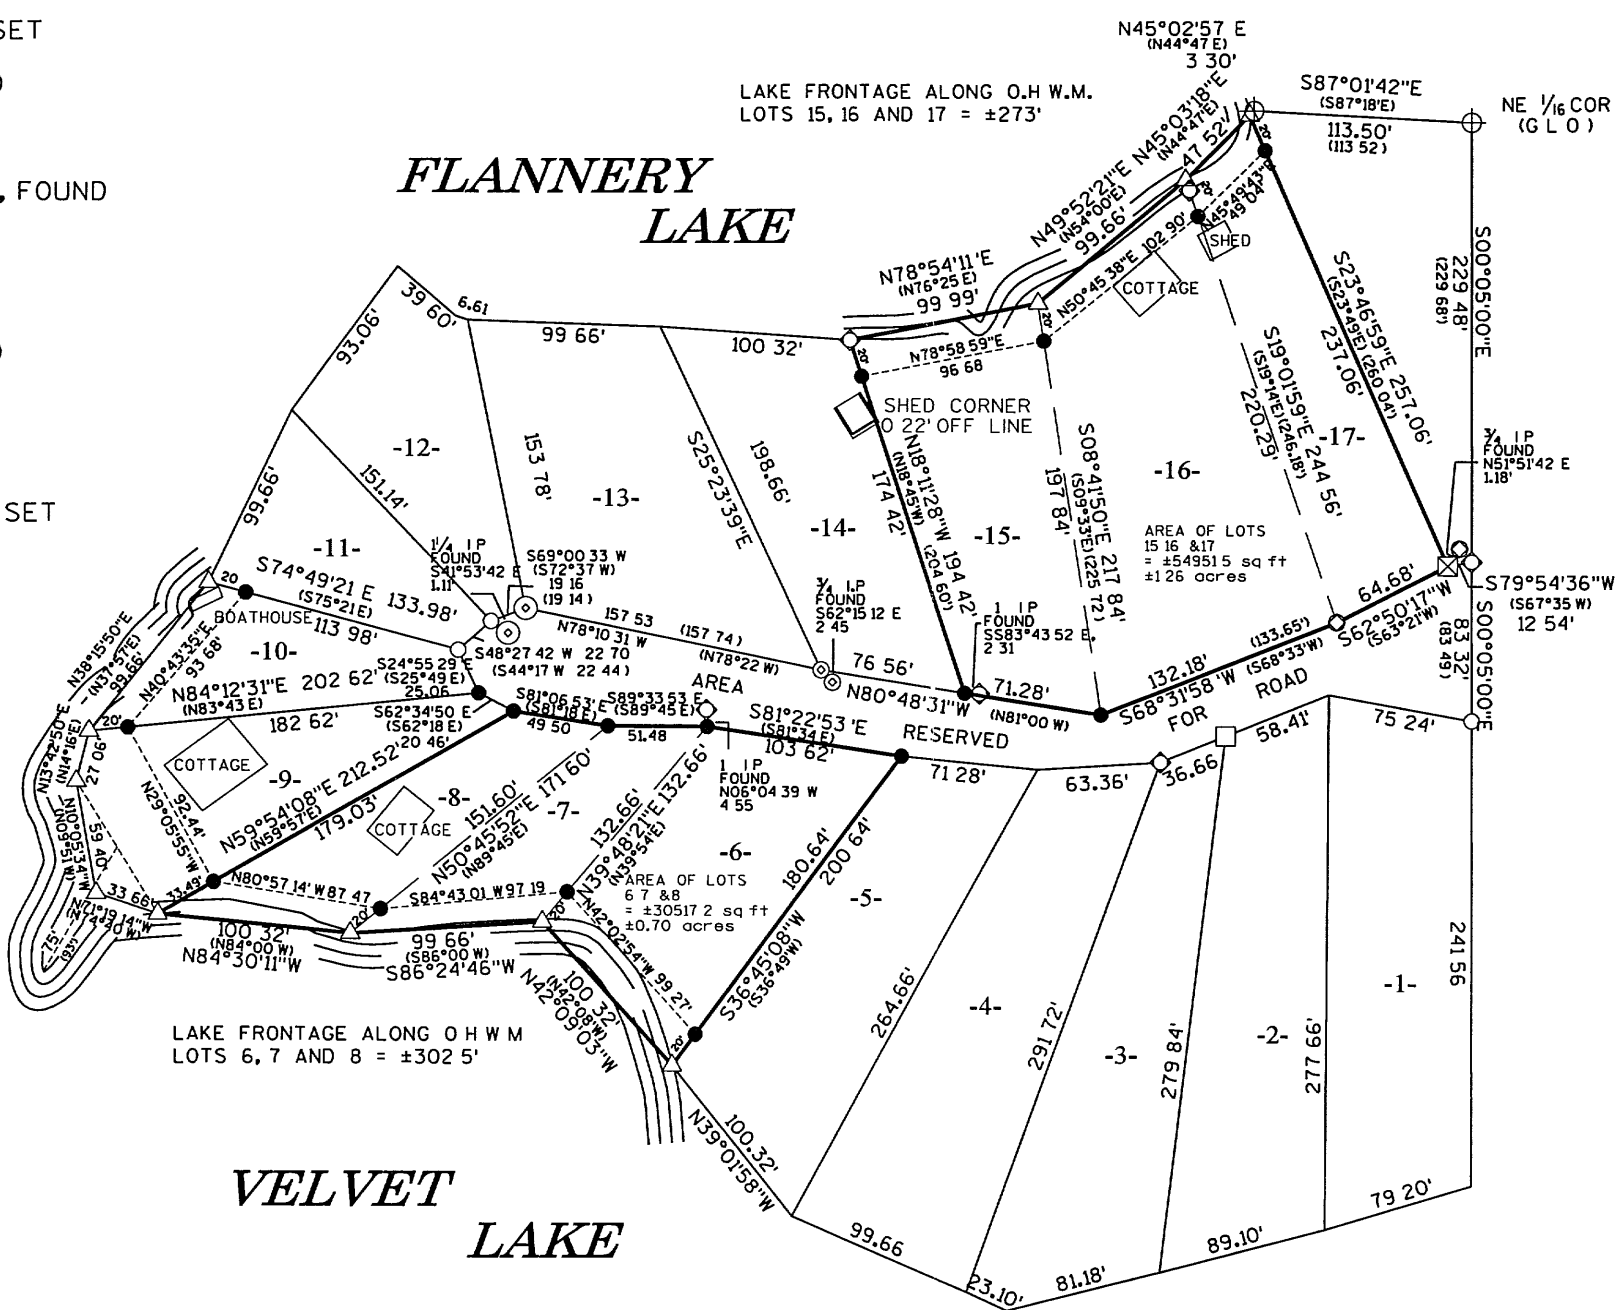 SET
, FOUND
SET
LAKE FRONTAGE ALONG O.H W.M.
LOTS 15, 16 AND 17 = ±273'
FLANNERY
LAKE
N45°02'57 E
(N44°47 E)
3 30'
S87°01'42"E
(S87°18'E)
113.50'
(113 52)
NE 1/16 COR
(G L O)
N45°03'18"E
(N44°47'E)
47 52'
N49°52'21"E
(N54°00'E)
99.66'
N78°54'11'E
(N76°25 E)
99 99'
N78°58 59"E
96 68
N50°45 38"E 102 90'
N45°49'43"E
49 04'
20'
20'
20'
20'
SHED
COTTAGE
S00°05'00"E
229 48'
(229 68')
S23°46'59"E 257.06'
(S23°49'E) (260 04')
237.06'
S19°01'59"E 244 56'
(S19°14'E) (246.18')
220.29'
S08°41'50"E 217 84'
(S09°33'E) (225 72)
197 84'
SHED CORNER
0 22' OFF LINE
N18°11'28"W 194 42'
(N18°45'W) (204 60')
174 42'
-17-
-16-
-15-
-14-
-13-
-12-
-11-
AREA OF LOTS
15 16 &17
= ±54951 5 sq ft
±1 26 acres
3/4 I P
FOUND
N51°51'42 E
1.18'
39 60'
6.61
99 66'
100 32'
93.06'
99.66'
151.14'
153 78'
S25°23'39"E
198.66'
64.68'
S62°50'17"W
(S63°21'W)
S79°54'36"W
(S67°35 W)
12 54'
S00°05'00"E
83 32'
(83 49)
(133.65')
132.18'
S68°31'58 "W
(S68°33'W)
1 1/4 I P
FOUND
S41°53'42 E
1.11'
S69°00 33 W
(S72°37 W)
19 16
(19 14)
157 53
(157 74)
N78°10 31 W
(N78°22 W)
3/4 I.P
FOUND
S62°15 12 E
2 45
1 I P
FOUND
SS83°43 52 E.
2 31
76 56'
N80°48'31"W
(N81°00 W)
71.28'
AREA
RESERVED
FOR
ROAD
20
S74°49'21 E 133.98'
(S75°21 E)
113 98'
BOATHOUSE
S48°27 42 W 22 70
(S44°17 W 22 44)
S24°55 29 E
(S25°49 E)
25.06
N38°15'50"E
(N37°57'E)
99.66'
N40°43'35"E
93 68'
-10-
N84°12'31"E 202 62'
(N83°43 E)
182 62'
20'
S62°34'50 E
(S62°18 E)
20 46'
S81°06 53' E
(S81°18 E)
49 50
S89°33 53 E
(S89°45 E)
51.48
S81°22'53 'E
(S81°34 E)
103 62'
1 I P
FOUND
N06°04 39 W
4 55
71 28'
63.36'
36.66
58.41'
75 24'
N13°42'50"E
(N14°16'E)
27 06'
COTTAGE
-9-
N59°54'08"E 212.52'
(N59°57'E)
179.03'
-8-
COTTAGE
151.60'
N50°45'52"E 171 60'
(N89°45'E)
-7-
132.66'
N39°48'21"E 132.66'
(N39°54'E)
-6-
AREA OF LOTS
6 7 &8
= ±30517 2 sq ft
±0.70 acres
N29°05'55"W
92.44'
N10°05'34"W
(N09°51 W)
59 40'
33 66'
33.49'
N71°19 14"W
(N74°20 W)
75'
(93')
N80°57 14' W 87 47
S84°43 01 W 97 19
20'
20'
N42°02'54"W 99 27'
100 32'
(N84°00 W)
N84°30'11"W
99 66'
(S86°00 W)
S86°24'46"W
100 32'
(N42°08'W)
N42°09'03"W
20'
180.64'
200 64'
S36°45'08"W
(S36°49'W)
-5-
-4-
-3-
-2-
-1-
264.66'
291 72'
279 84'
277 66'
241 56
LAKE FRONTAGE ALONG O H W M
LOTS 6, 7 AND 8 = ±302 5'
100.32'
N39°01'58"W
VELVET
LAKE
99.66
23.10'
81.18'
89.10'
79 20'